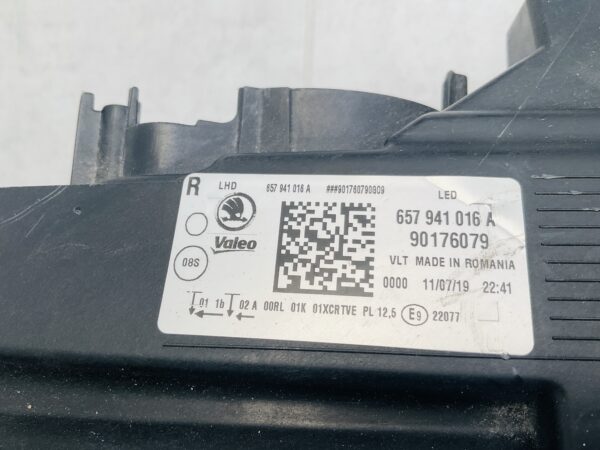 R LHD 657 941 016 A ###901760790809 LED
657 941 016 A
Valeo 90176079
08S VLT MADE IN ROMANIA
0000 11/07/19 22:41
01 1b 02 A 00RL 01K 01XCRTVE PL 12,5 E9 22077